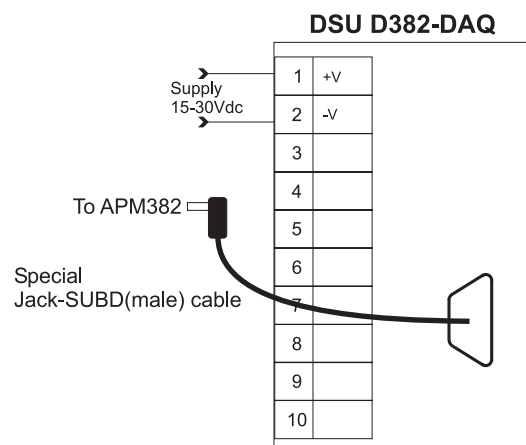 DSU D382-DAQ
Supply
15-30Vdc
1 +V
2 -V
3
4
To APM382
5
6
Special
Jack-SUBD(male) cable
7
8
9
10